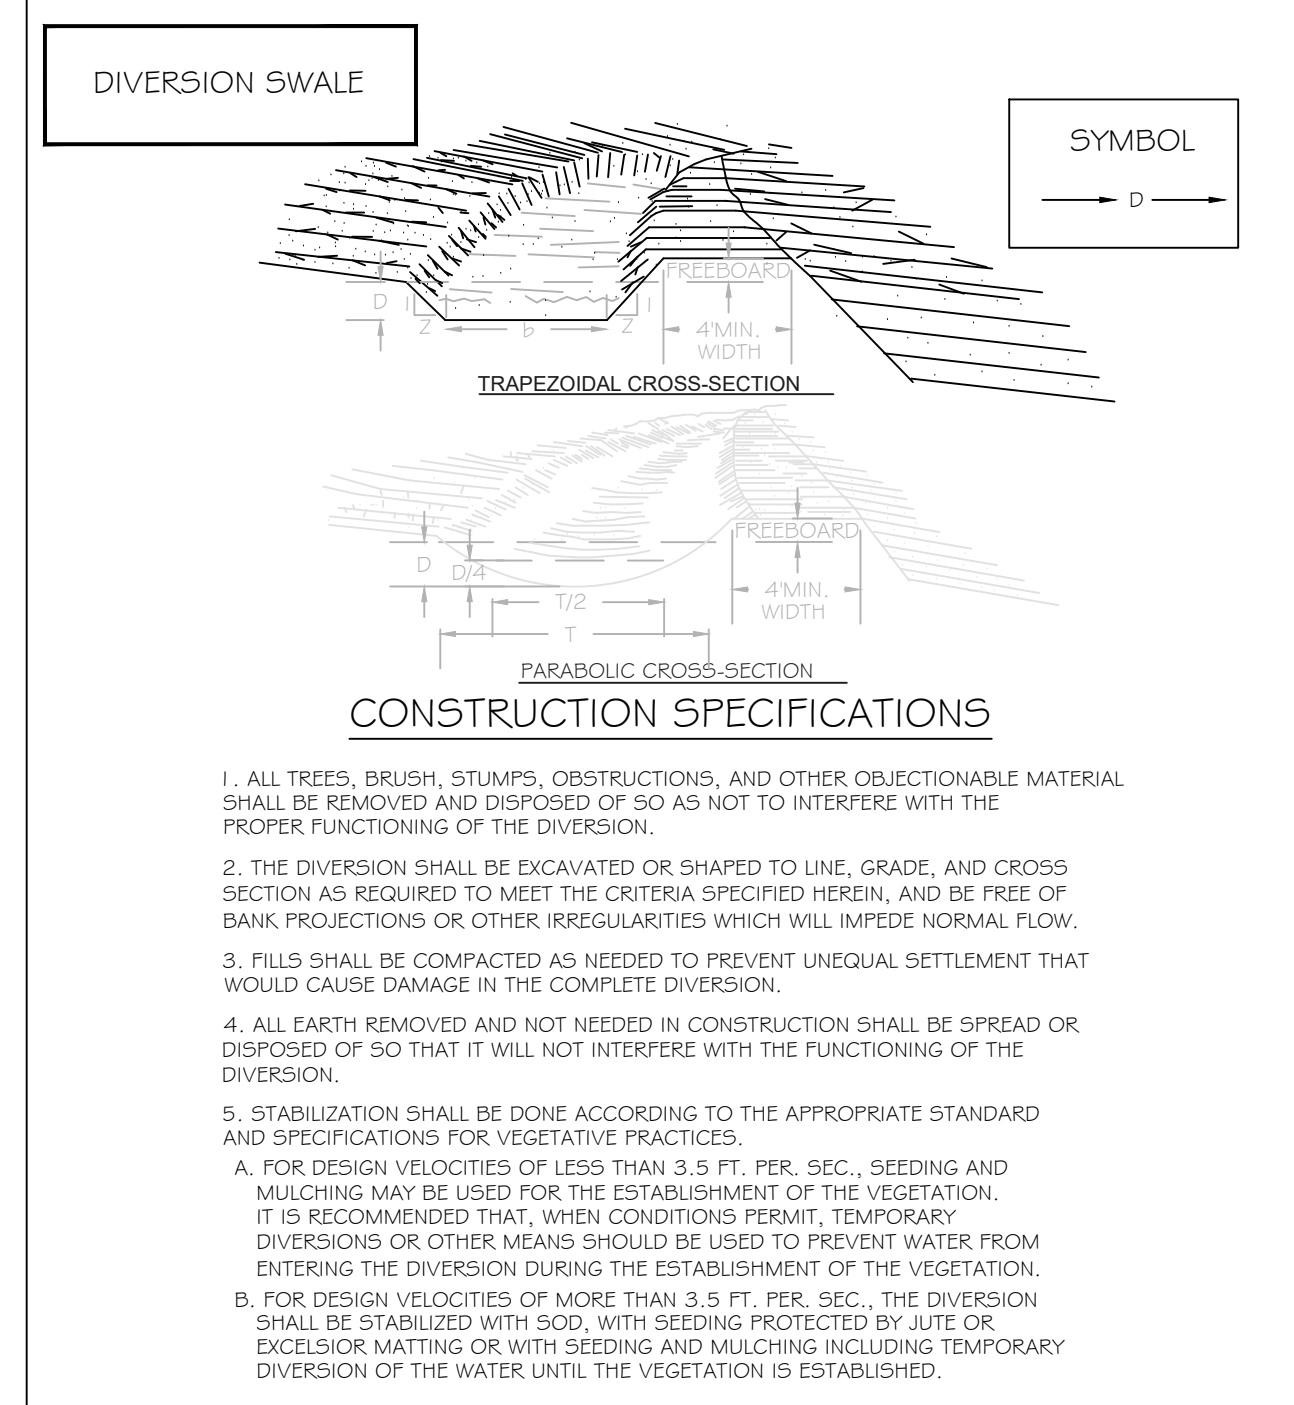 DIVERSION SWALE
SYMBOL
D
FREEBOARD
D
1
1
Z
b
Z
4'MIN.
WIDTH
TRAPEZOIDAL CROSS-SECTION
FREEBOARD
D
D/4
4'MIN.
WIDTH
T/2
T
PARABOLIC CROSS-SECTION
CONSTRUCTION SPECIFICATIONS
1. ALL TREES, BRUSH, STUMPS, OBSTRUCTIONS, AND OTHER OBJECTIONABLE MATERIAL
SHALL BE REMOVED AND DISPOSED OF SO AS NOT TO INTERFERE WITH THE
PROPER FUNCTIONING OF THE DIVERSION.
2. THE DIVERSION SHALL BE EXCAVATED OR SHAPED TO LINE, GRADE, AND CROSS
SECTION AS REQUIRED TO MEET THE CRITERIA SPECIFIED HEREIN, AND BE FREE OF
BANK PROJECTIONS OR OTHER IRREGULARITIES WHICH WILL IMPEDE NORMAL FLOW.
3. FILLS SHALL BE COMPACTED AS NEEDED TO PREVENT UNEQUAL SETTLEMENT THAT
WOULD CAUSE DAMAGE IN THE COMPLETE DIVERSION.
4. ALL EARTH REMOVED AND NOT NEEDED IN CONSTRUCTION SHALL BE SPREAD OR
DISPOSED OF SO THAT IT WILL NOT INTERFERE WITH THE FUNCTIONING OF THE
DIVERSION.
5. STABILIZATION SHALL BE DONE ACCORDING TO THE APPROPRIATE STANDARD
AND SPECIFICATIONS FOR VEGETATIVE PRACTICES.
A. FOR DESIGN VELOCITIES OF LESS THAN 3.5 FT. PER. SEC., SEEDING AND
MULCHING MAY BE USED FOR THE ESTABLISHMENT OF THE VEGETATION.
IT IS RECOMMENDED THAT, WHEN CONDITIONS PERMIT, TEMPORARY
DIVERSIONS OR OTHER MEANS SHOULD BE USED TO PREVENT WATER FROM
ENTERING THE DIVERSION DURING THE ESTABLISHMENT OF THE VEGETATION.
B. FOR DESIGN VELOCITIES OF MORE THAN 3.5 FT. PER. SEC., THE DIVERSION
SHALL BE STABILIZED WITH SOD, WITH SEEDING PROTECTED BY JUTE OR
EXCELSIOR MATTING OR WITH SEEDING AND MULCHING INCLUDING TEMPORARY
DIVERSION OF THE WATER UNTIL THE VEGETATION IS ESTABLISHED.